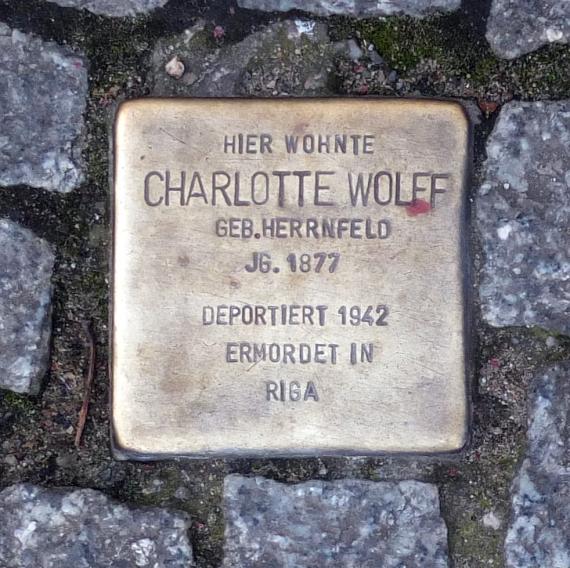 HIER WOHNTE
CHARLOTTE WOLFF
GEB.HERRNFELD
JG. 1877
DEPORTIERT 1942
ERMORDET IN
RIGA